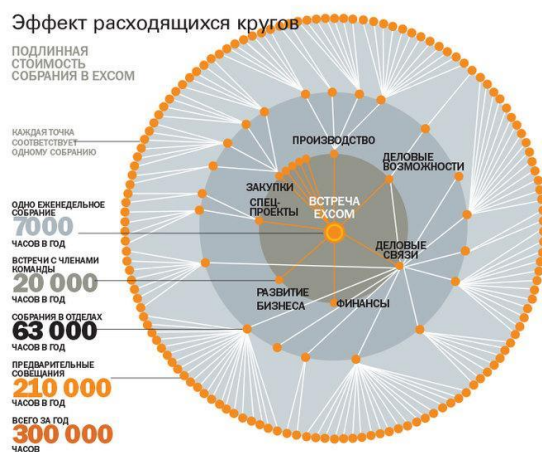 Эффект расходящихся кругов
ПОДЛИННАЯ
СТОИМОСТЬ
СОБРАНИЯ В EXCOM
КАЖДАЯ ТОЧКА
СООТВЕТСТВУЕТ
ОДНОМУ СОБРАНИЮ
ПРОИЗВОДСТВО
ДЕЛОВЫЕ
ВОЗМОЖНОСТИ
ЗАКУПКИ
СПЕЦ-
ПРОЕКТЫ
ВСТРЕЧА
EXCOM
ДЕЛОВЫЕ
СВЯЗИ
РАЗВИТИЕ
БИЗНЕСА
ФИНАНСЫ
ОДНО ЕЖЕНЕДЕЛЬНОЕ
СОБРАНИЕ
7000
ЧАСОВ В ГОД
ВСТРЕЧИ С ЧЛЕНАМИ
КОМАНДЫ
20 000
ЧАСОВ В ГОД
СОБРАНИЯ В ОТДЕЛАХ
63 000
ЧАСОВ В ГОД
ПРЕДВАРИТЕЛЬНЫЕ
СОВЕЩАНИЯ
210 000
ЧАСОВ В ГОД
ВСЕГО ЗА ГОД
300 000
ЧАСОВ